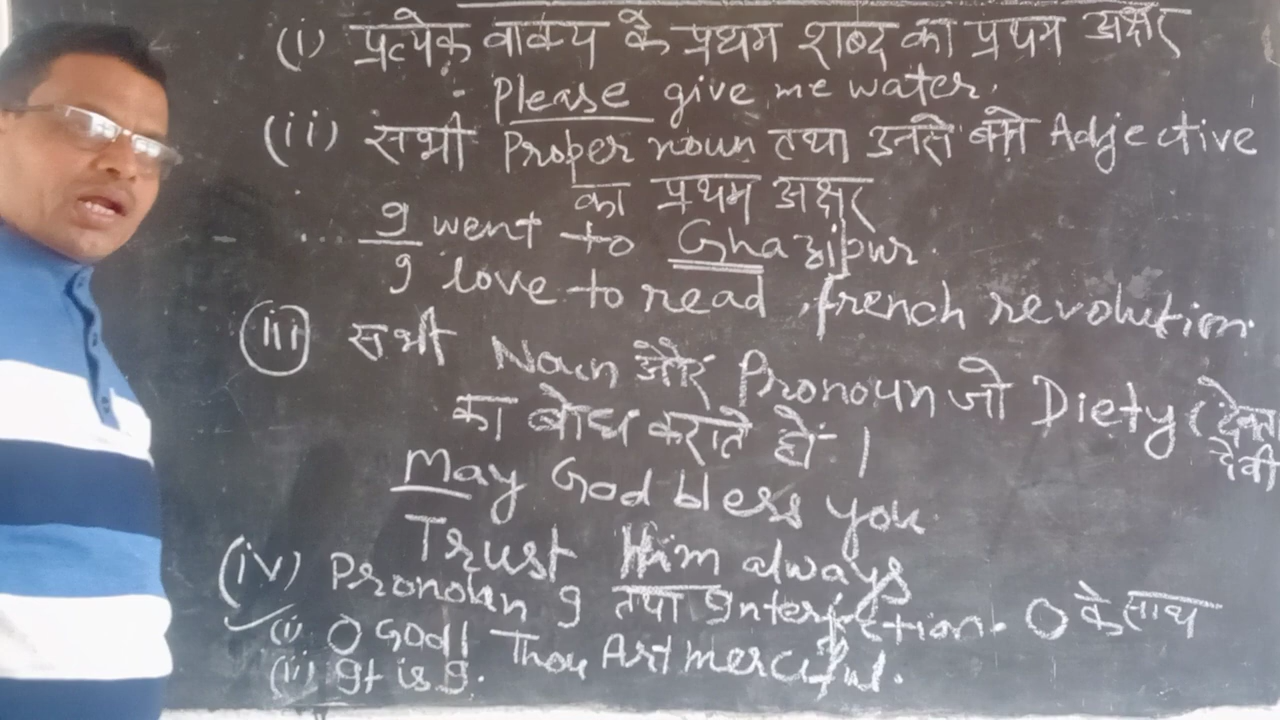 (i) प्रत्येक वाक्य के प्रथम शब्द का प्रथम अक्षर
Please give me water.
(ii) सभी Proper noun तथा उनसे बने Adjective
का प्रथम अक्षर
I went to Ghazipur.
I love to read , french revolution.
(iii) सभी Noun और Pronoun जो Diety (देवता
देवी
का बोध कराते हों ।
May God bless you
Trust Him always
(iv) Pronoun I तथा Interjection O के साथ
(i) O God! Thou Art merciful.
(ii) It is I.